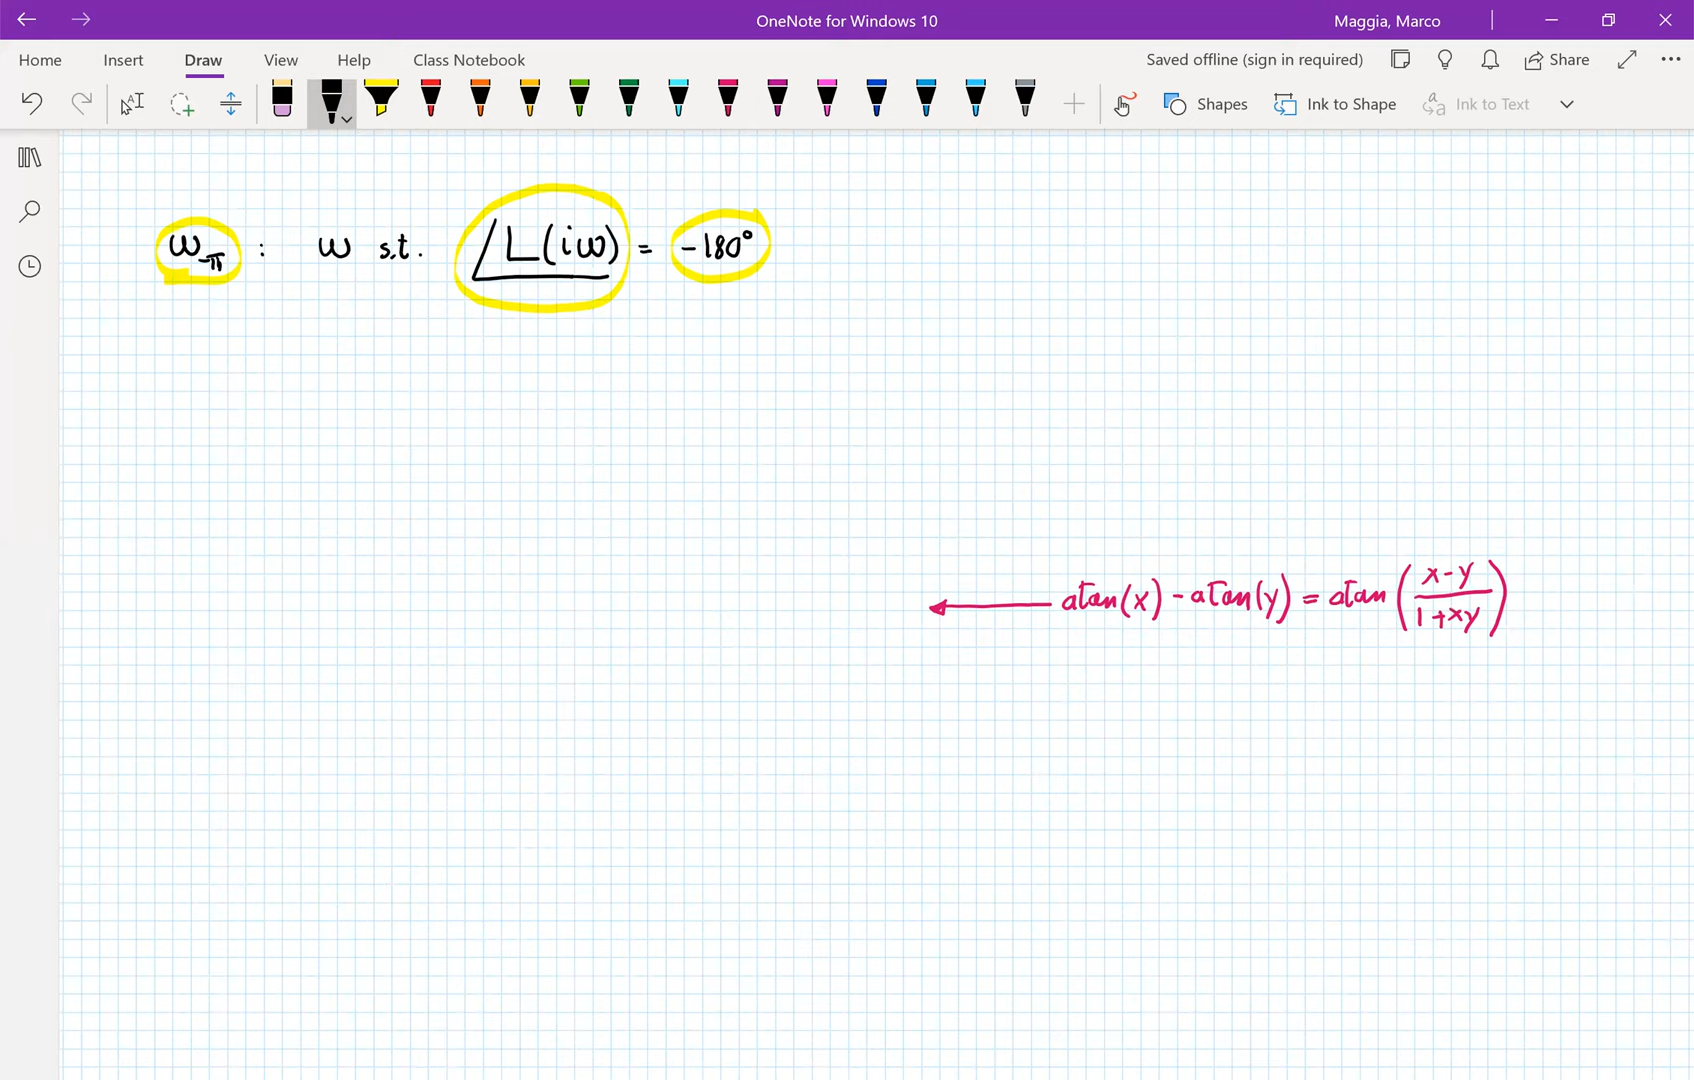 OneNote for Windows 10
Maggia, Marco
Home Insert Draw View Help Class Notebook
Saved offline (sign in required) Share
Shapes Ink to Shape Ink to Text
ω₋π : ω s.t. ∠L(iω) = -180°
atan(x) - atan(y) = atan((x-y)/(1+xy))